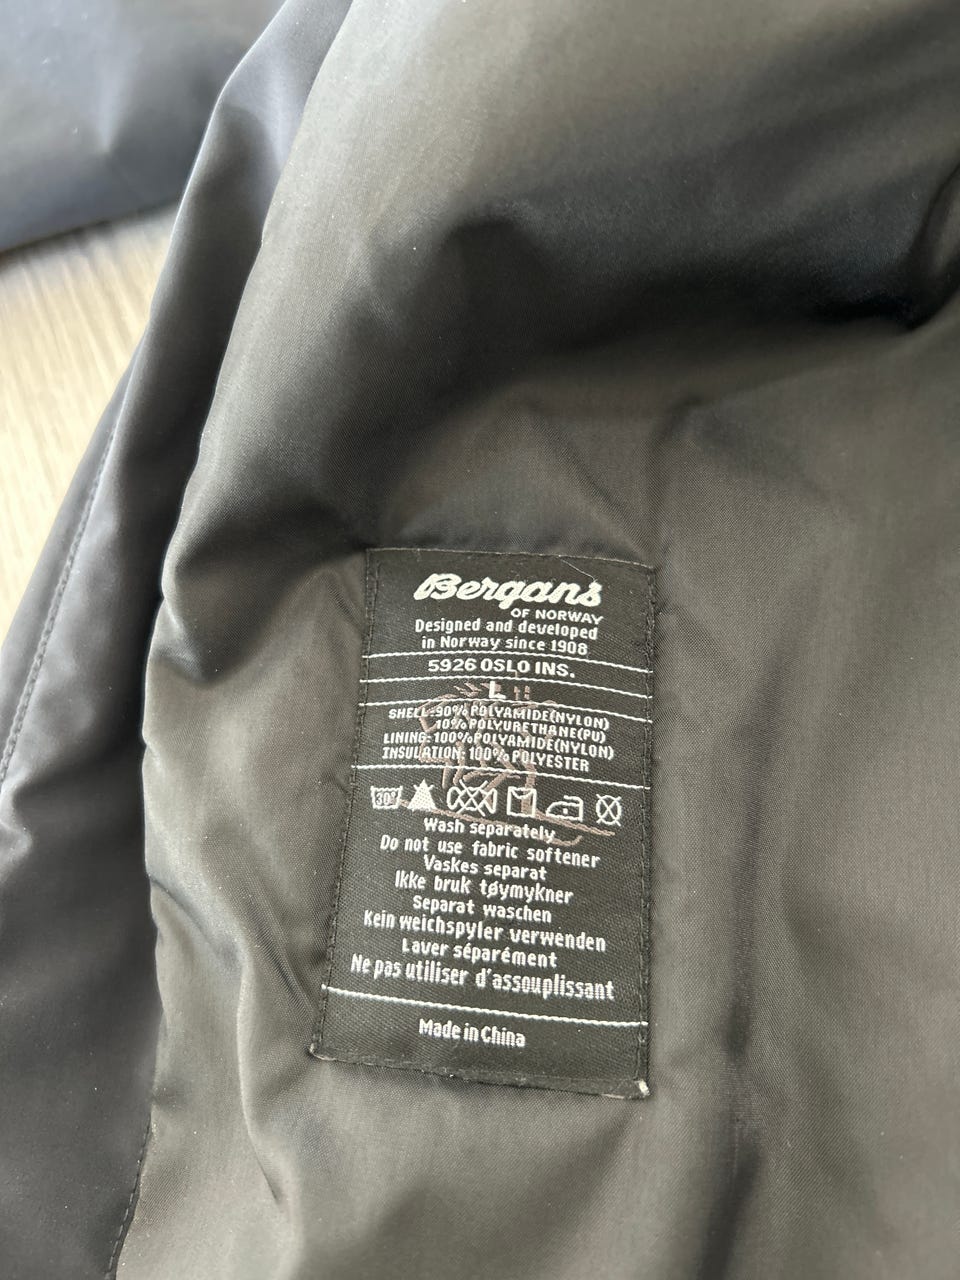 Bergans
OF NORWAY
Designed and developed
in Norway since 1908
5926 OSLO INS.
L
SHELL:90% POLYAMIDE(NYLON)
10% POLYURETHANE(PU)
LINING: 100%POLYAMIDE(NYLON)
INSULATION: 100% POLYESTER
30°
Wash separately
Do not use fabric softener
Vaskes separat
Ikke bruk tøymykner
Separat waschen
Kein weichspyler verwenden
Laver séparément
Ne pas utiliser d'assouplissant
Made in China